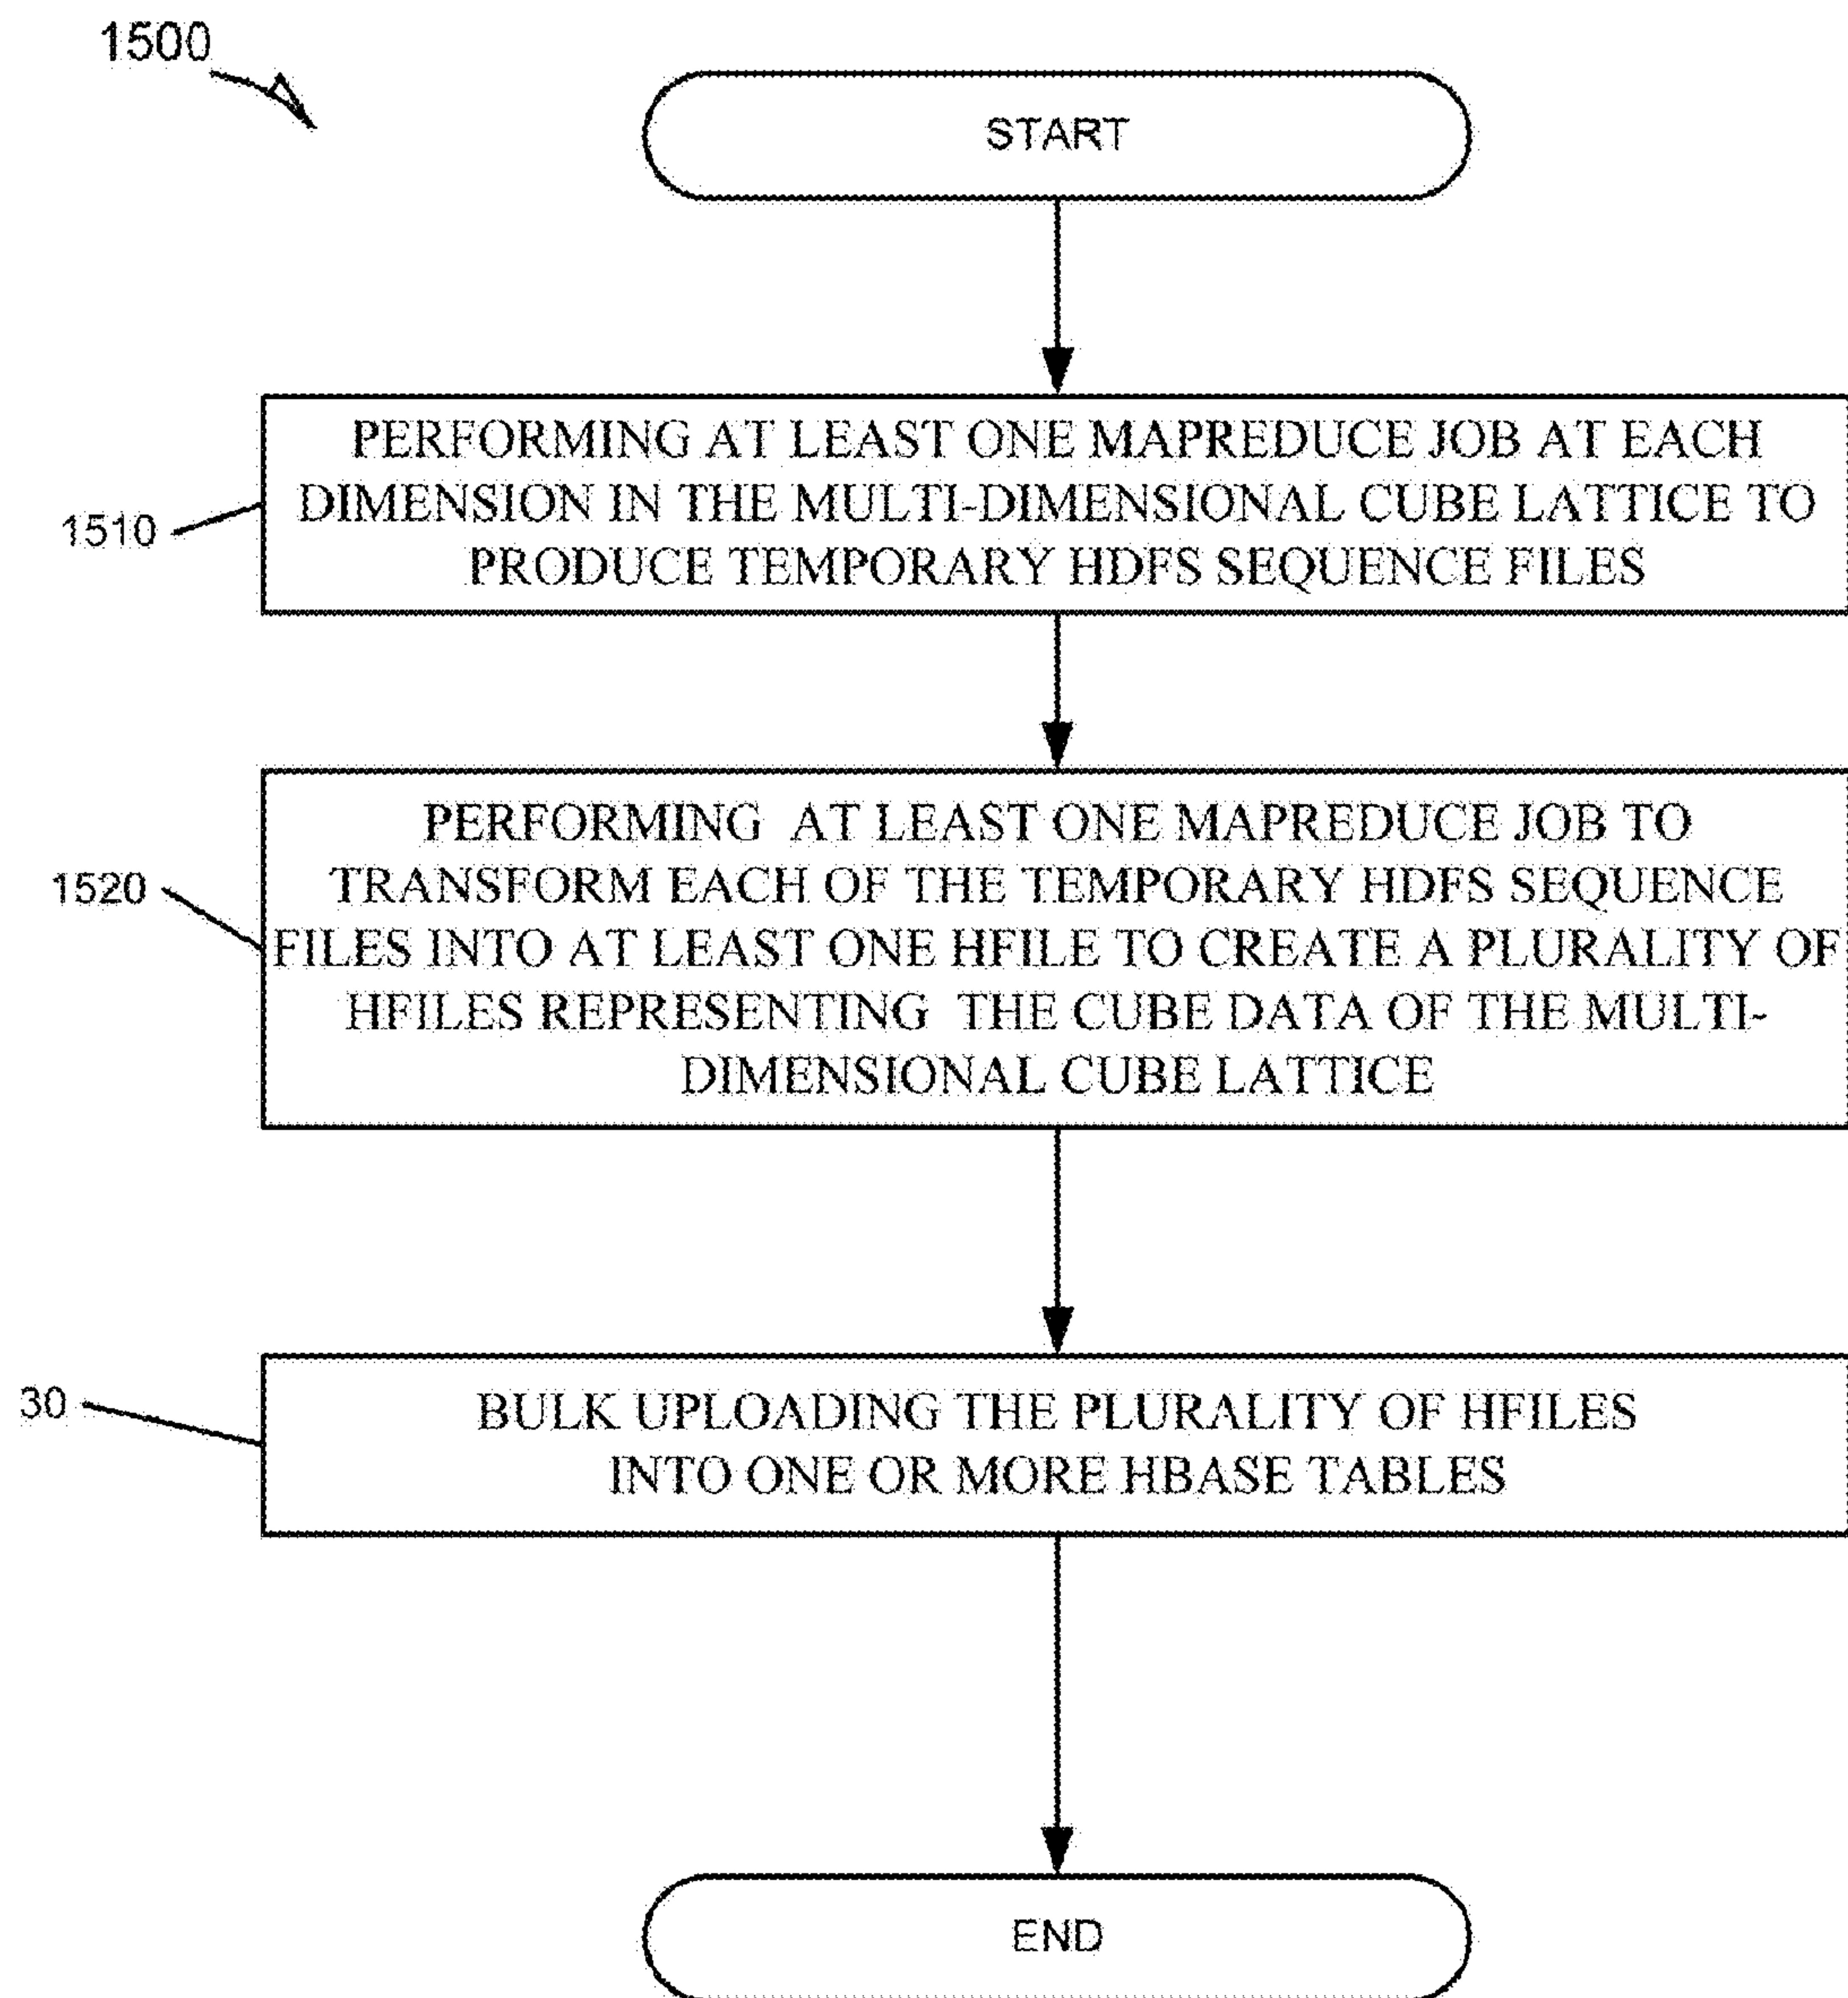 1500
START
PERFORMING AT LEAST ONE MAPREDUCE JOB AT EACH
DIMENSION IN THE MULTI-DIMENSIONAL CUBE LATTICE TO
PRODUCE TEMPORARY HDFS SEQUENCE FILES
1510
PERFORMING AT LEAST ONE MAPREDUCE JOB TO
TRANSFORM EACH OF THE TEMPORARY HDFS SEQUENCE
FILES INTO AT LEAST ONE HFILE TO CREATE A PLURALITY OF
HFILES REPRESENTING THE CUBE DATA OF THE MULTI-
DIMENSIONAL CUBE LATTICE
1520
BULK UPLOADING THE PLURALITY OF HFILES
INTO ONE OR MORE HBASE TABLES
30
END